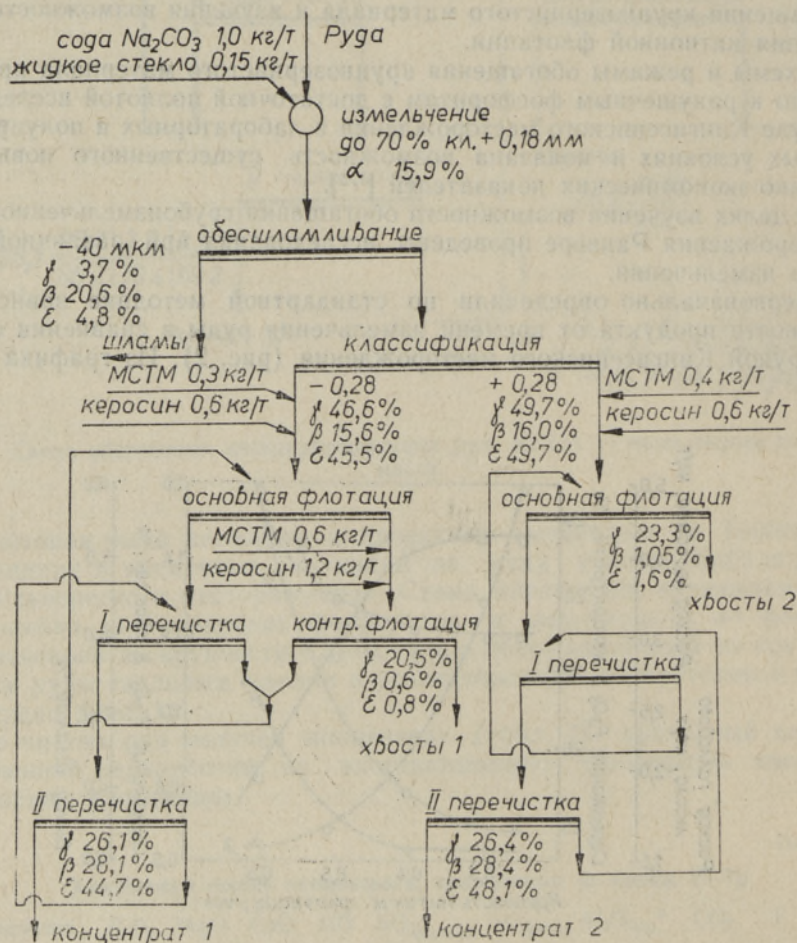 сода Na₂CO₃ 1,0 кг/т
жидкое стекло 0,15 кг/т
Руда
измельчение
до 70% кл.+0,18 мм
α 15,9%
обесшламливание
−40 мкм
γ 3,7%
β 20,6%
ε 4,8%
шламы
классификация
МСТМ 0,3 кг/т
керосин 0,6 кг/т
−0,28
γ 46,6%
β 15,6%
ε 45,5%
+0,28
γ 49,7%
β 16,0%
ε 49,7%
МСТМ 0,4 кг/т
керосин 0,6 кг/т
основная флотация
основная флотация
МСТМ 0,6 кг/т
керосин 1,2 кг/т
γ 23,3%
β 1,05%
ε 1,6%
хвосты 2
I перечистка
контр. флотация
γ 20,5%
β 0,6%
ε 0,8%
хвосты 1
I перечистка
II перечистка
γ 26,1%
β 28,1%
ε 44,7%
концентрат 1
II перечистка
γ 26,4%
β 28,4%
ε 48,1%
концентрат 2